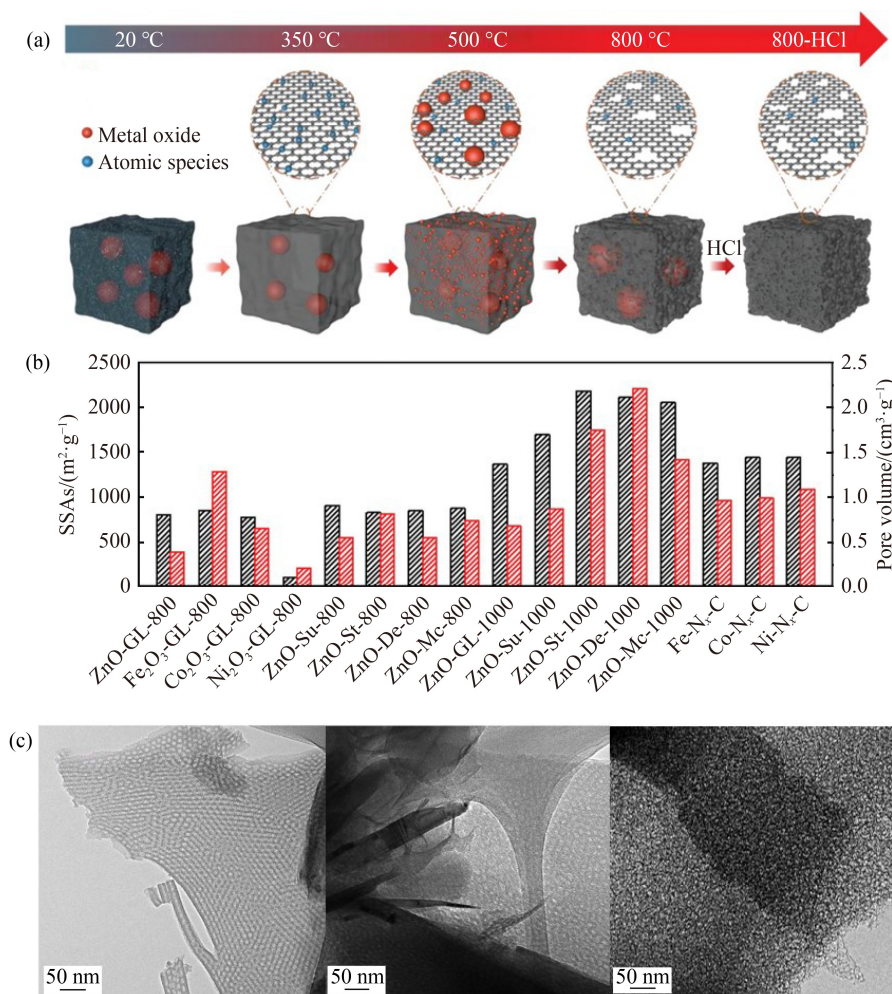 (a)
20 °C 350 °C 500 °C 800 °C 800-HCl
Metal oxide
Atomic species
HCl
(b)
SSAs/(m²·g⁻¹)
2500
2000
1500
1000
500
0
2.5
2.0
1.5
1.0
0.5
0.0
Pore volume/(cm³·g⁻¹)
ZnO-GL-800
Fe₂O₃-GL-800
Co₂O₃-GL-800
Ni₂O₃-GL-800
ZnO-Su-800
ZnO-St-800
ZnO-De-800
ZnO-Mc-800
ZnO-GL-1000
ZnO-Su-1000
ZnO-St-1000
ZnO-De-1000
ZnO-Mc-1000
Fe-Nₓ-C
Co-Nₓ-C
Ni-Nₓ-C
(c)
50 nm
50 nm
50 nm